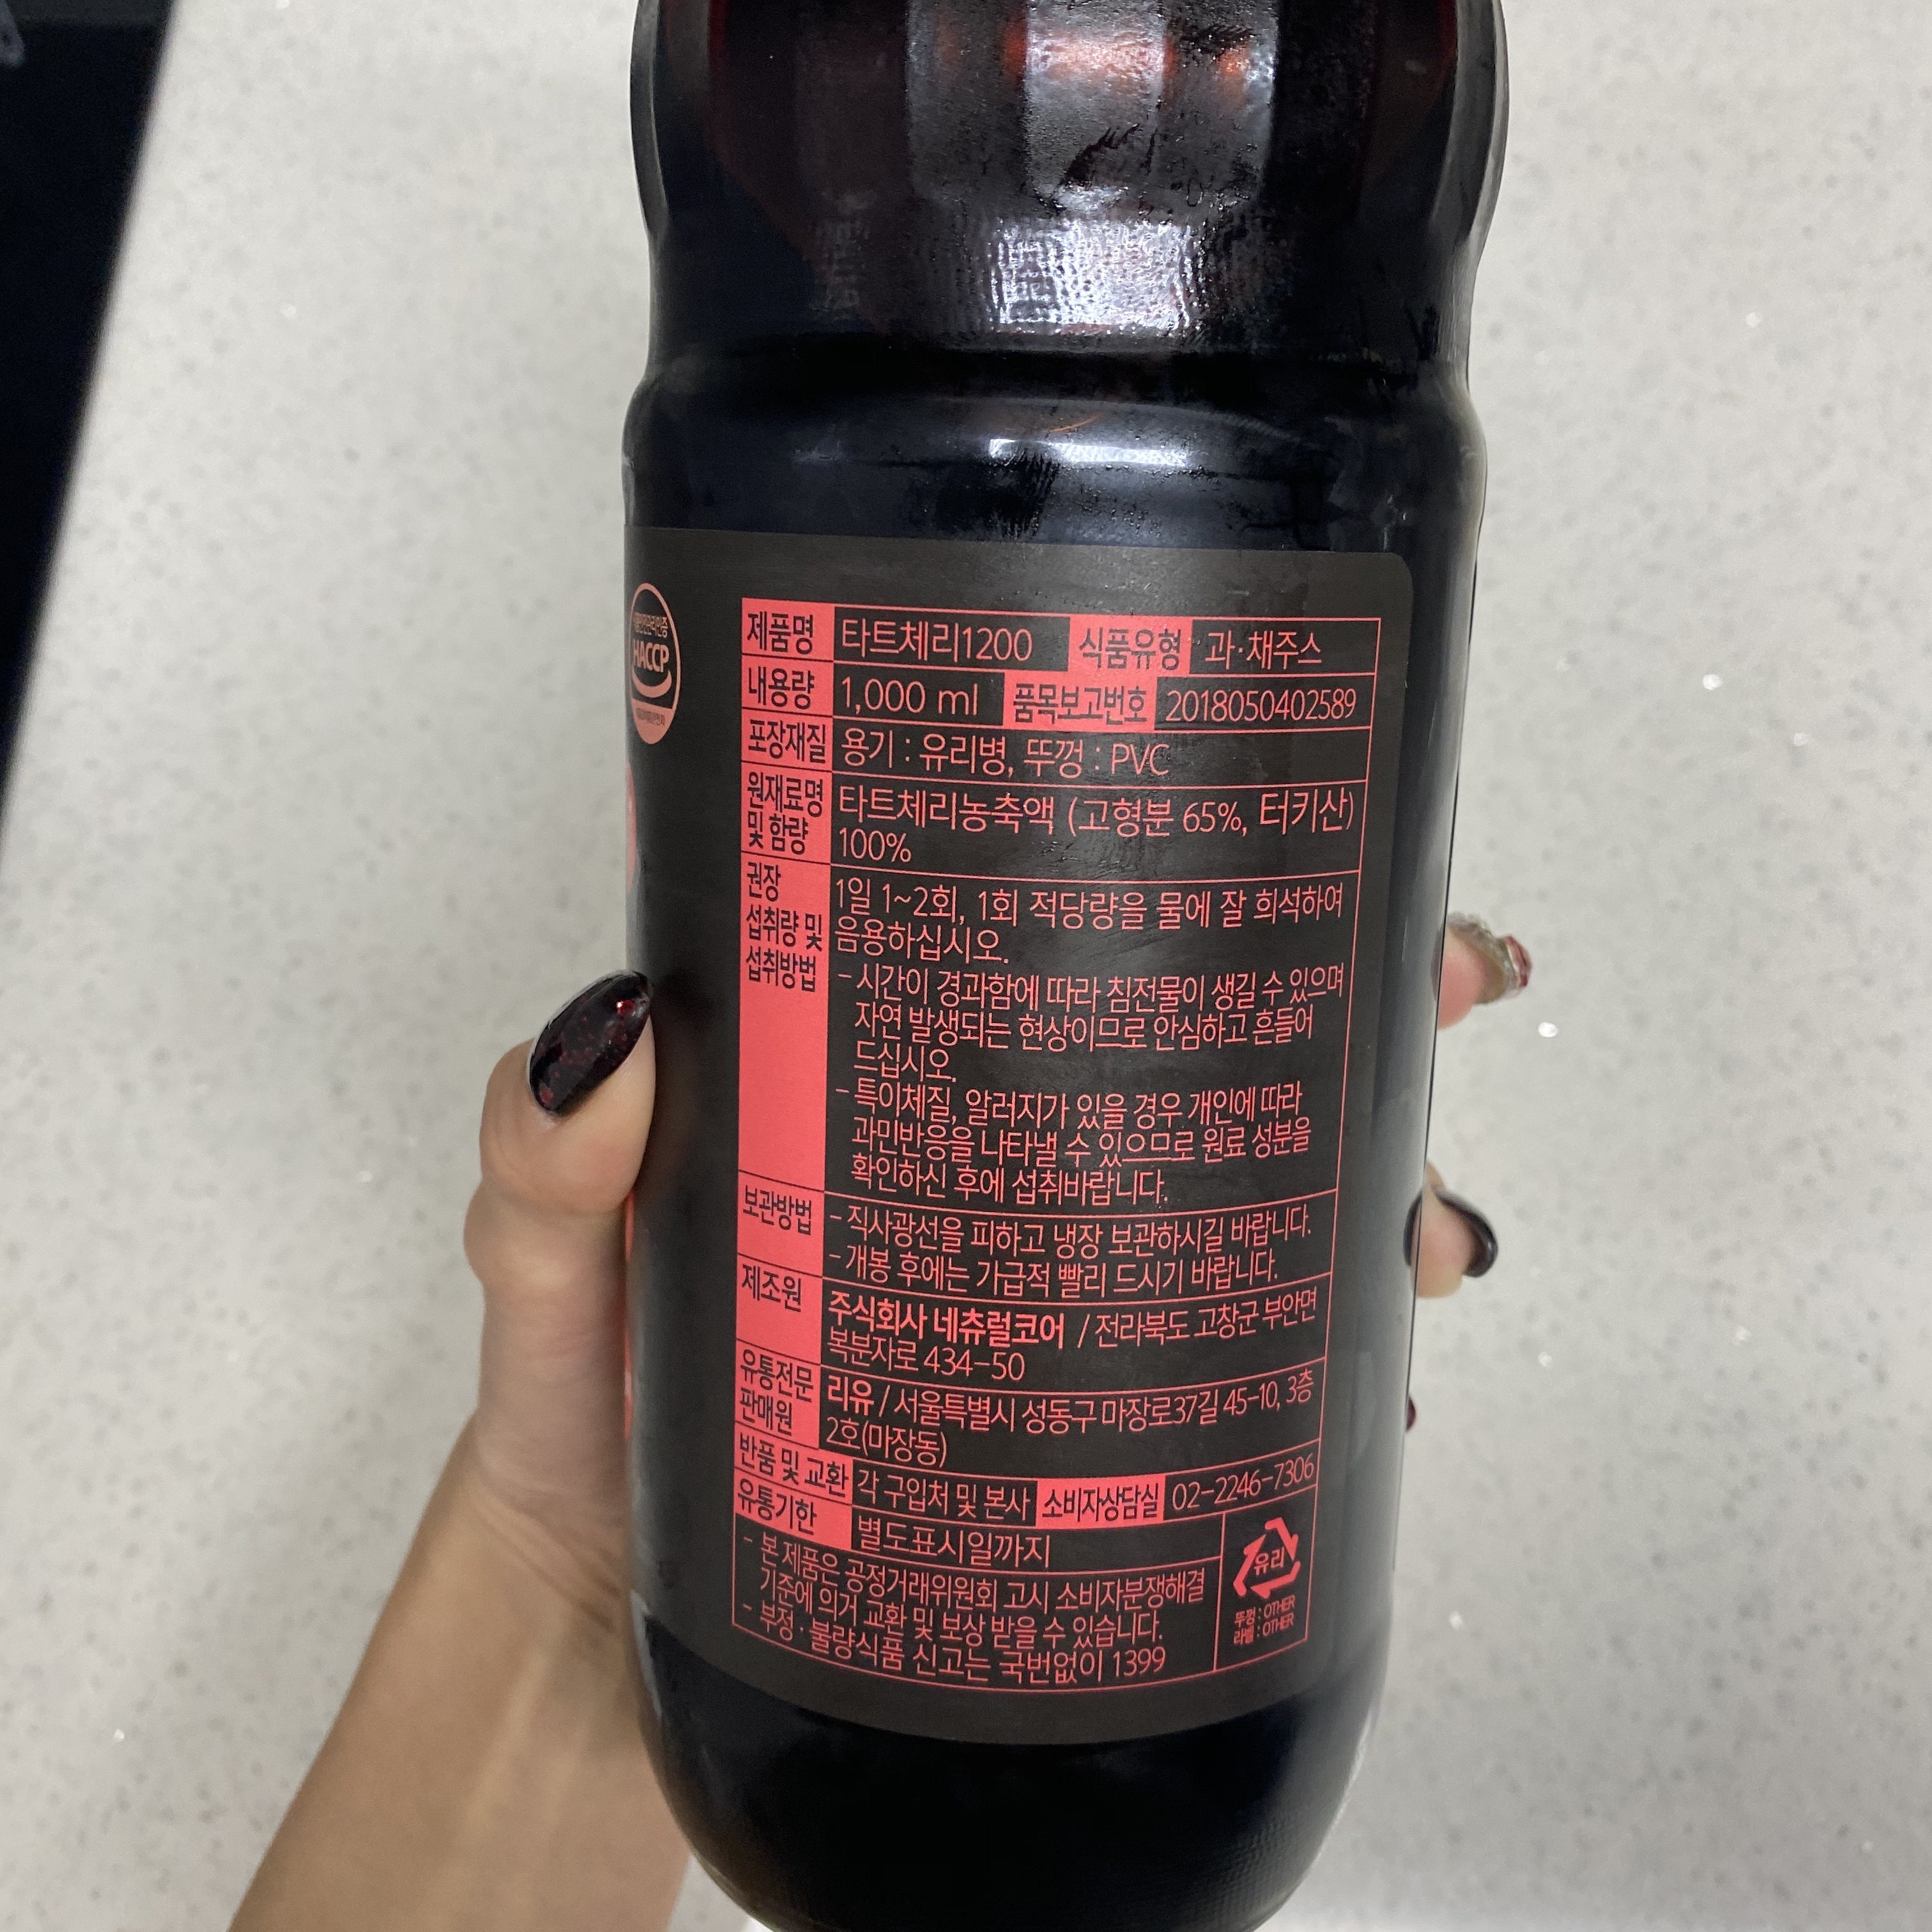 HACCP
제품명 타트체리1200 식품유형 과·채주스
내용량 1,000 ml 품목보고번호 2018050402589
포장재질 용기 : 유리병, 뚜껑 : PVC
원재료명 타트체리농축액 (고형분 65%, 터키산)
및 함량 100%
권장 1일 1~2회, 1회 적당량을 물에 잘 희석하여
섭취량 및 음용하십시오.
섭취방법 - 시간이 경과함에 따라 침전물이 생길 수 있으며
자연 발생되는 현상이므로 안심하고 흔들어
드십시오.
- 특이체질, 알러지가 있을 경우 개인에 따라
과민반응을 나타낼 수 있으므로 원료 성분을
확인하신 후에 섭취바랍니다.
보관방법 - 직사광선을 피하고 냉장 보관하시길 바랍니다.
- 개봉 후에는 가급적 빨리 드시기 바랍니다.
제조원 주식회사 네츄럴코어 / 전라북도 고창군 부안면
복분자로 434-50
유통전문 리유 / 서울특별시 성동구 마장로37길 45-10, 3층
판매원 2호(마장동)
반품 및 교환 각 구입처 및 본사 소비자상담실 02-2246-7306
유통기한 별도표시일까지
- 본 제품은 공정거래위원회 고시 소비자분쟁해결
기준에 의거 교환 및 보상 받을 수 있습니다.
- 부정·불량식품 신고는 국번없이 1399
유리
뚜껑 : OTHER
라벨 : OTHER